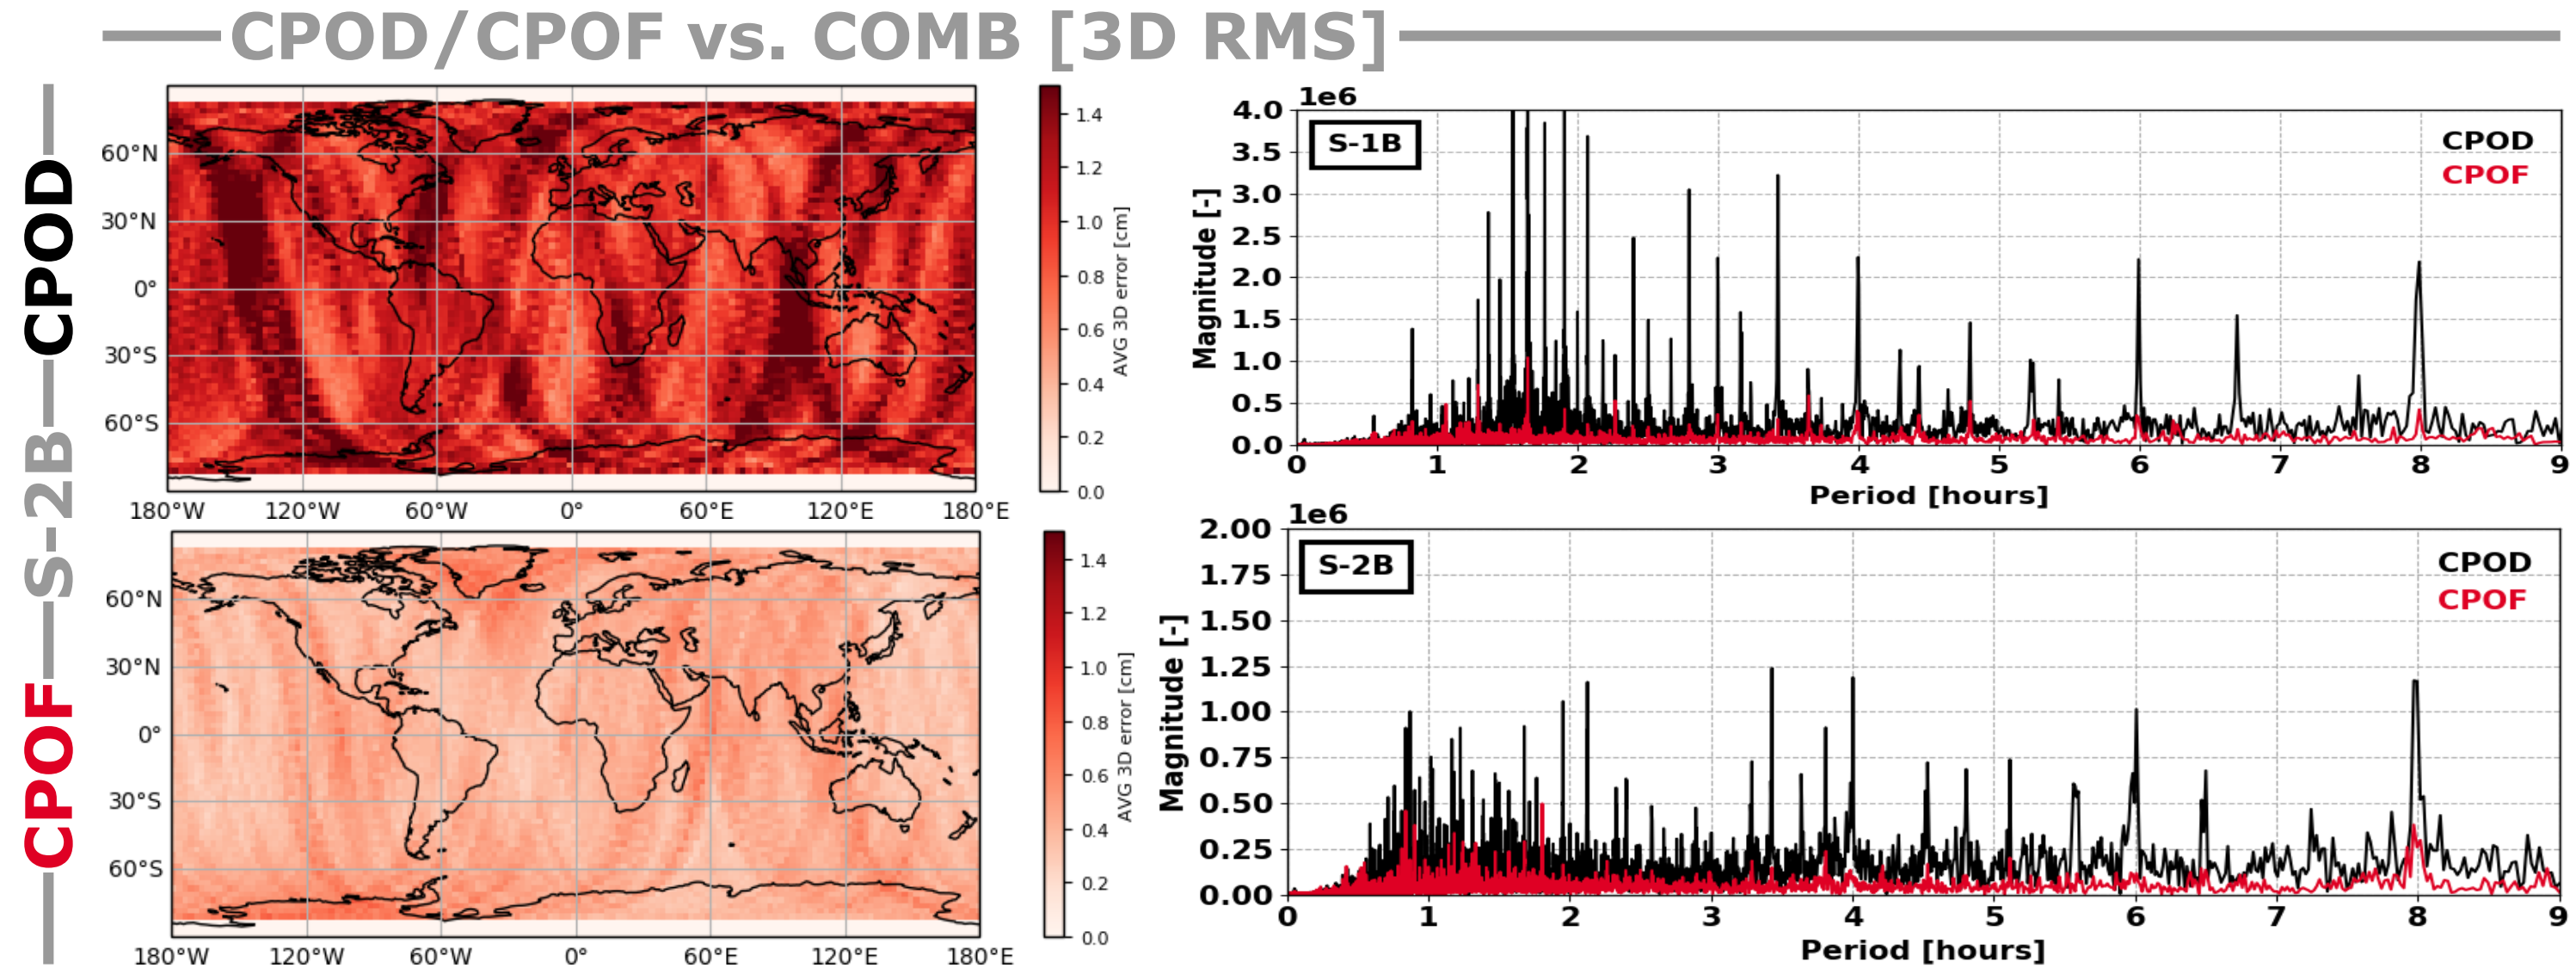 CPOD/CPOF vs. COMB [3D RMS]
CPOF S-2B CPOD
60°N
30°N
0°
30°S
60°S
180°W 120°W 60°W 0° 60°E 120°E 180°E
1.4
1.2
1.0
0.8
0.6
0.4
0.2
0.0
AVG 3D error [cm]
60°N
30°N
0°
30°S
60°S
180°W 120°W 60°W 0° 60°E 120°E 180°E
1.4
1.2
1.0
0.8
0.6
0.4
0.2
0.0
AVG 3D error [cm]
1e6
S-1B
CPOD
CPOF
4.0
3.5
3.0
2.5
2.0
1.5
1.0
0.5
0.0
Magnitude [-]
0 1 2 3 4 5 6 7 8 9
Period [hours]
1e6
S-2B
CPOD
CPOF
2.00
1.75
1.50
1.25
1.00
0.75
0.50
0.25
0.00
Magnitude [-]
0 1 2 3 4 5 6 7 8 9
Period [hours]